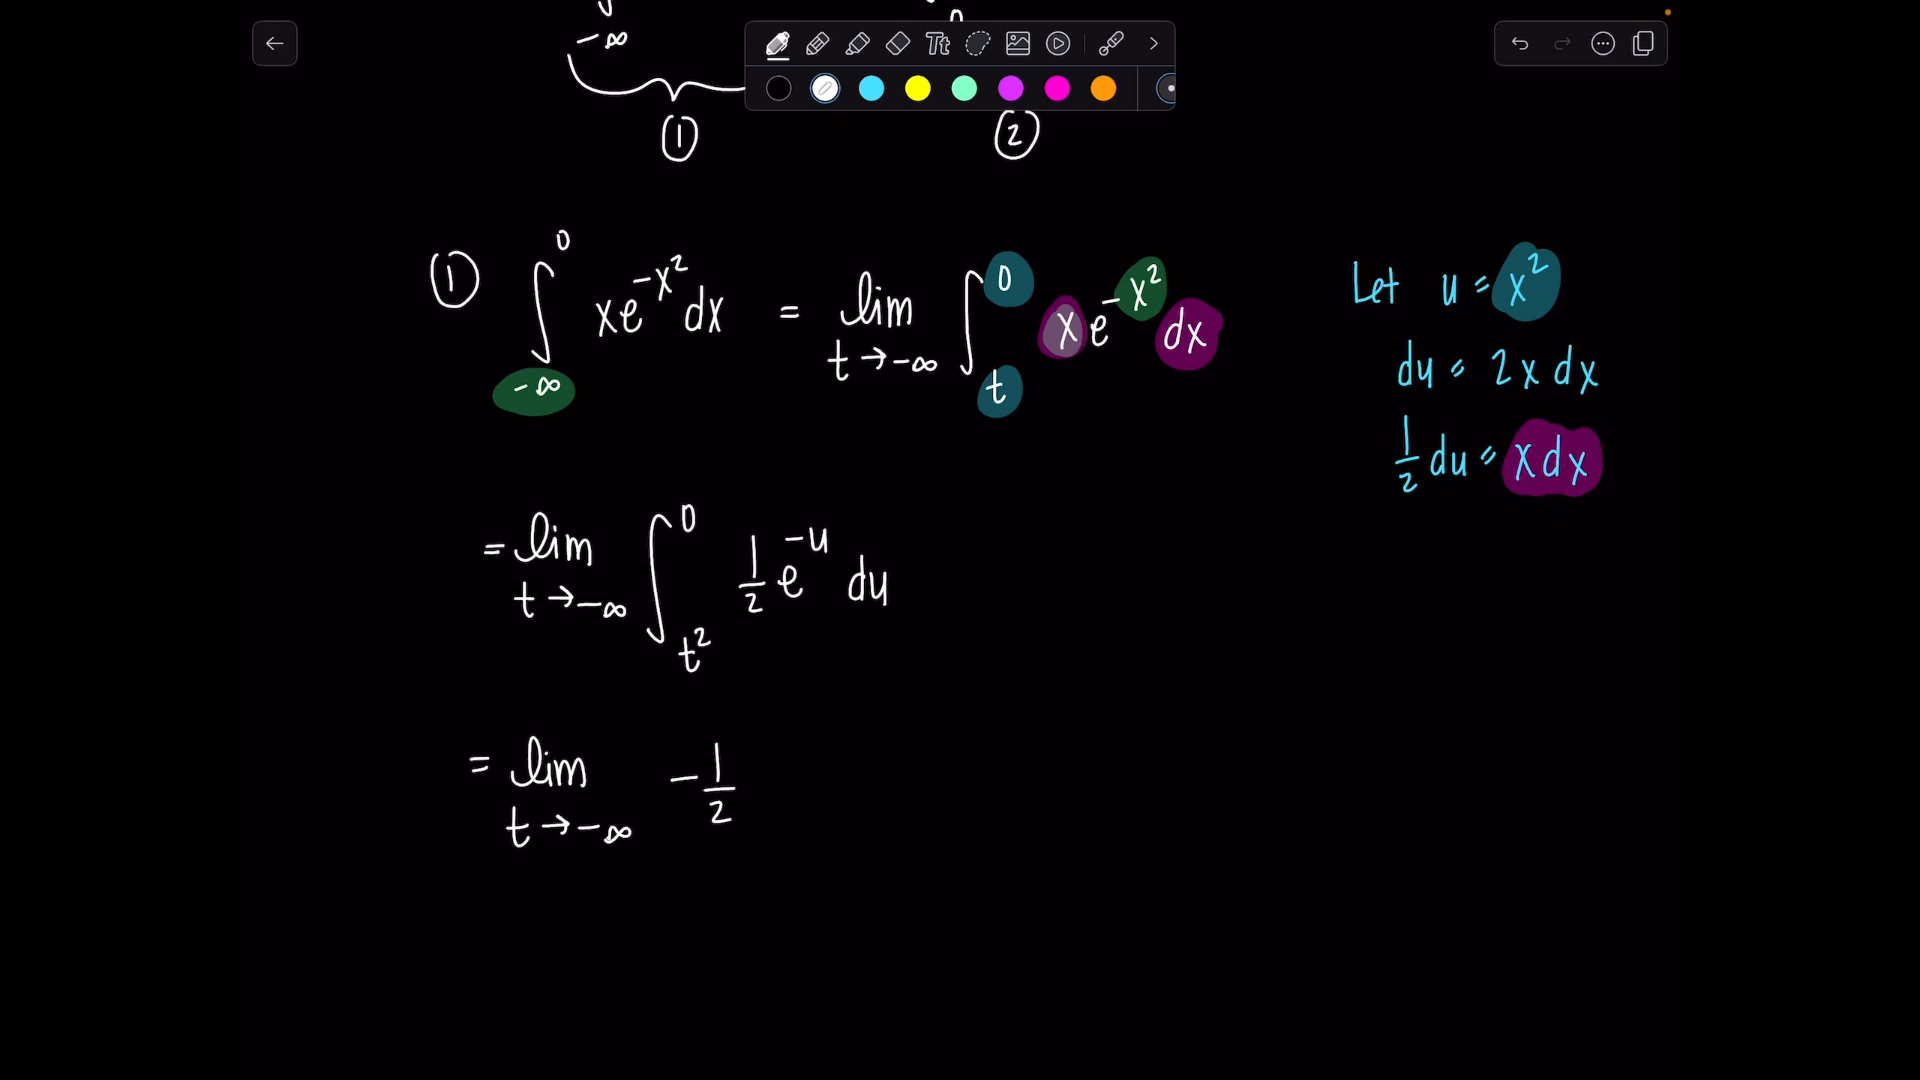 -∞
Tt
① ②
① ∫_{-∞}^{0} xe^{-x²} dx = lim_{t→-∞} ∫_{t}^{0} x e^{-x²} dx
Let u = x²
du = 2x dx
½ du = x dx
= lim_{t→-∞} ∫_{t²}^{0} ½ e^{-u} du
= lim_{t→-∞} -½